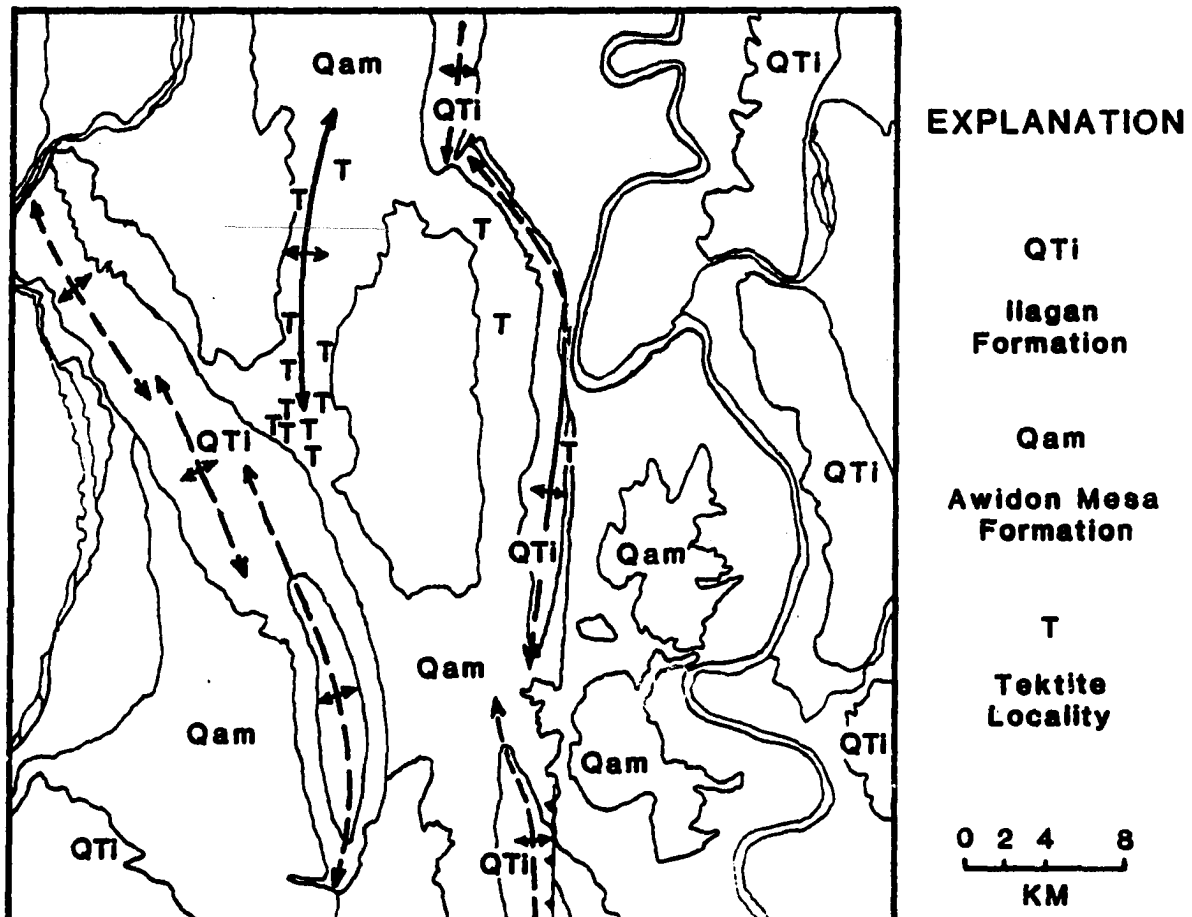 Qam
QTi
QTi
T
T
T
T
T
T
T
T
T
T
T
T
QTi
T
T
QTi
QTi
Qam
Qam
Qam
QTi
Qam
QTi
QTi
EXPLANATION
QTi
Ilagan
Formation
Qam
Awidon Mesa
Formation
T
Tektite
Locality
0 2 4 8
KM